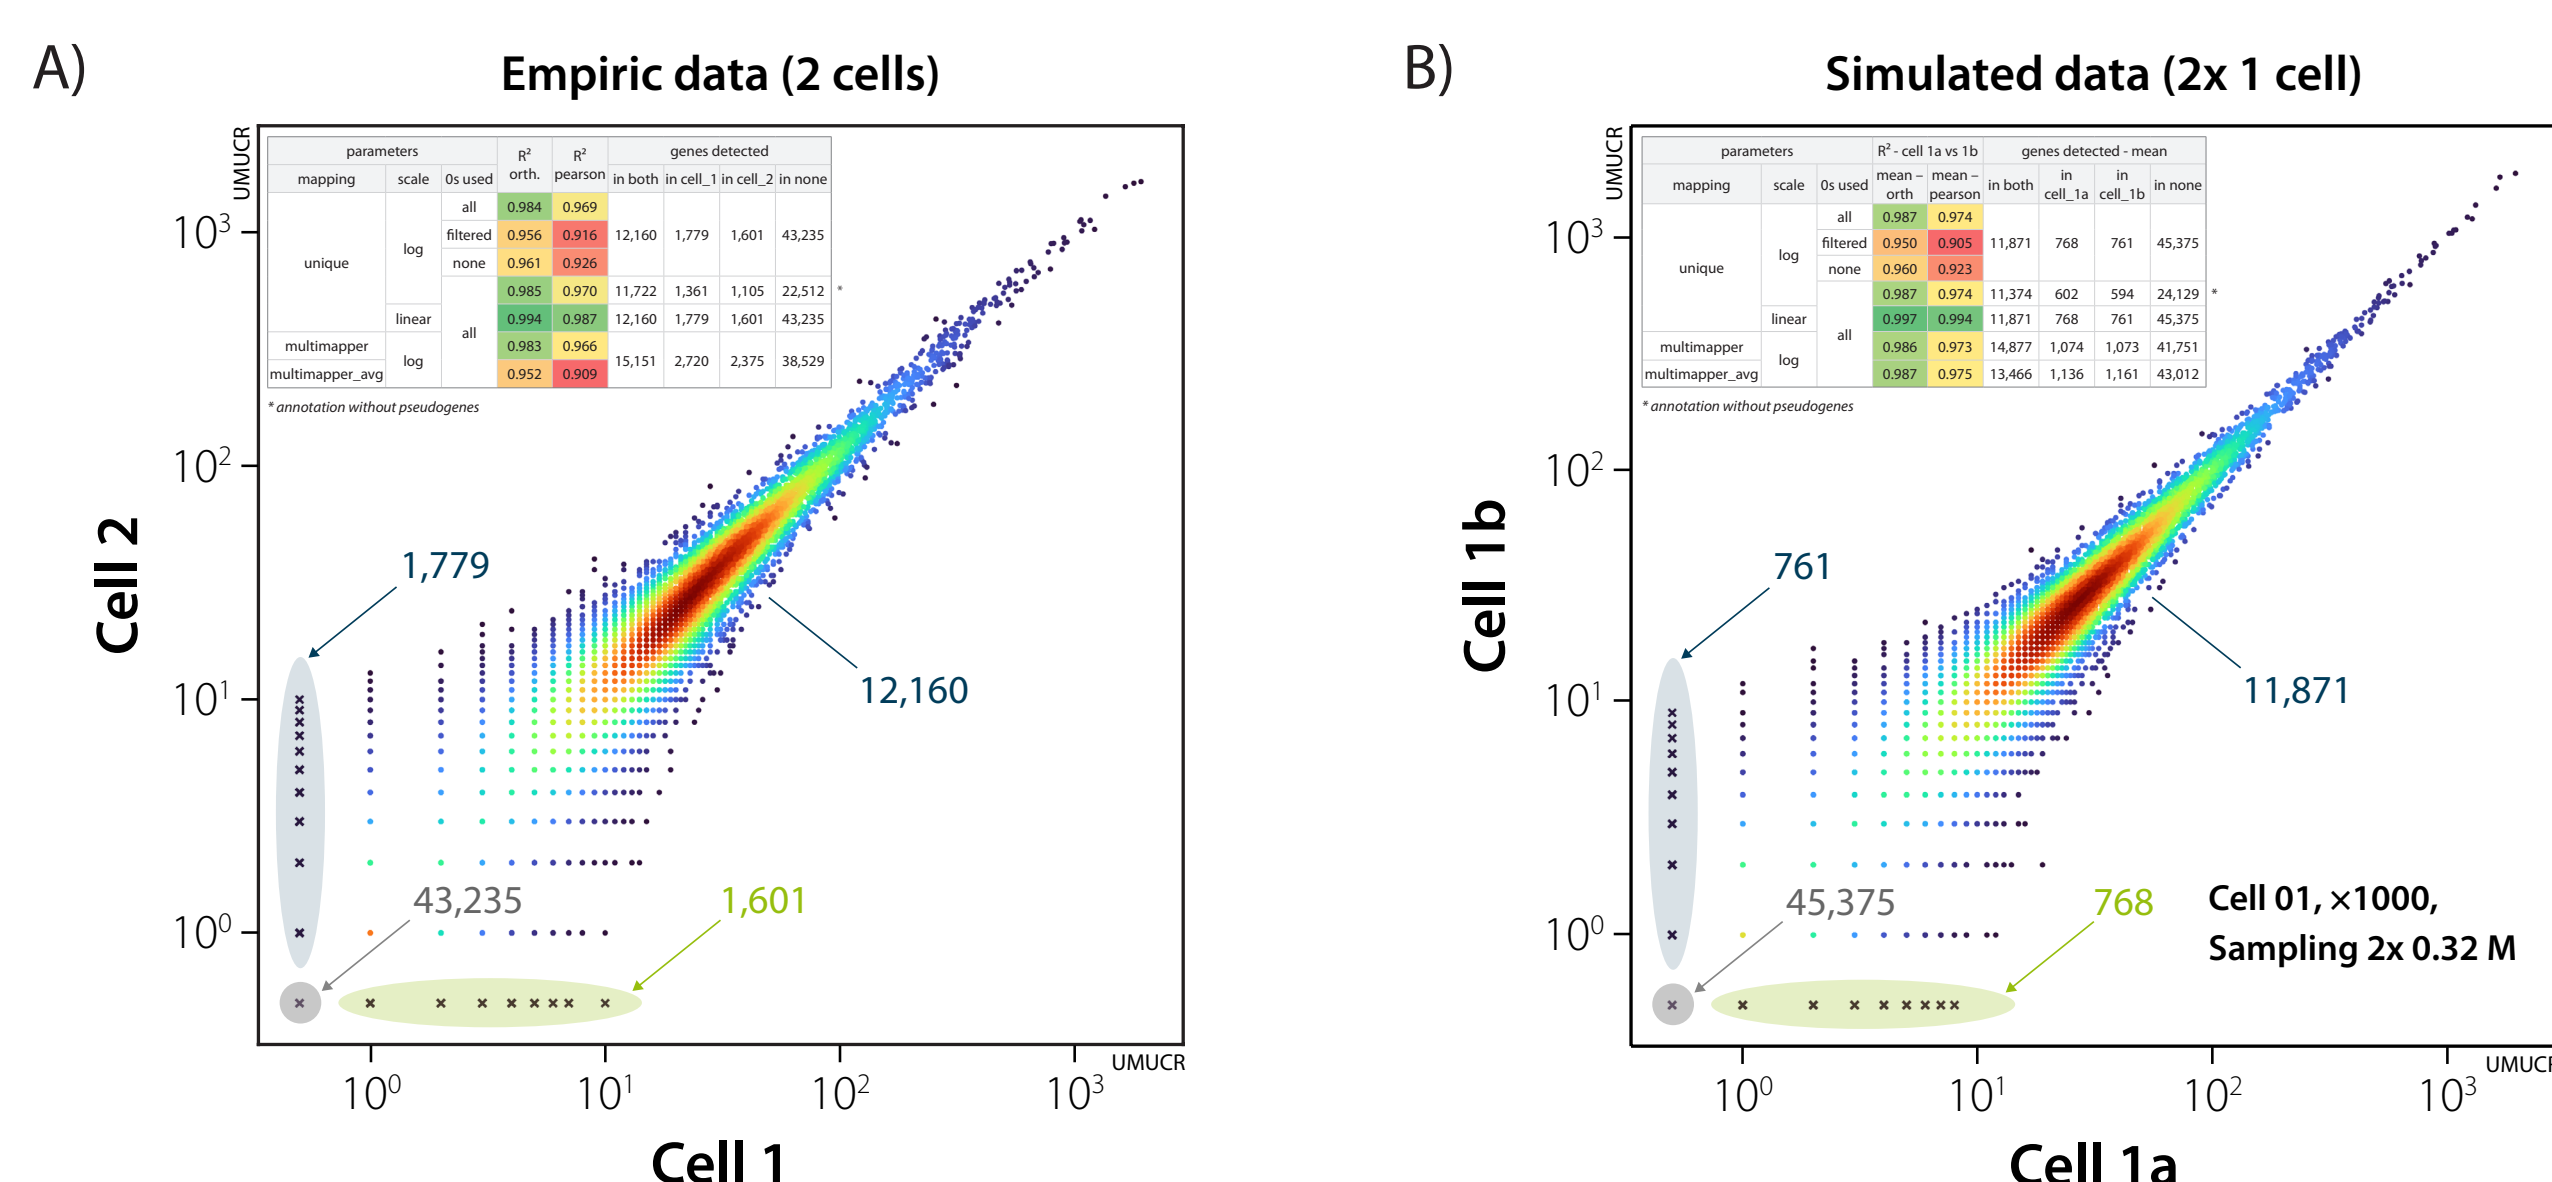 A)
Empiric data (2 cells)
UMUCR
parameters
R²
orth.
R²
pearson
genes detected
mapping
scale
0s used
in both
in cell_1
in cell_2
in none
unique
log
all
0.984
0.969
filtered
0.956
0.916
12,160
1,779
1,601
43,235
none
0.961
0.926
all
0.985
0.970
11,722
1,361
1,105
22,512
*
linear
0.994
0.987
12,160
1,779
1,601
43,235
multimapper
log
0.983
0.966
15,151
2,720
2,375
38,529
multimapper_avg
0.952
0.909
* annotation without pseudogenes
10³
10²
10¹
10⁰
Cell 2
1,779
12,160
43,235
1,601
10⁰
10¹
10²
10³
UMUCR
Cell 1
B)
Simulated data (2x 1 cell)
UMUCR
parameters
R² - cell 1a vs 1b
genes detected - mean
mapping
scale
0s used
mean –
orth
mean –
pearson
in both
in
cell_1a
in
cell_1b
in none
unique
log
all
0.987
0.974
filtered
0.950
0.905
11,871
768
761
45,375
none
0.960
0.923
all
0.987
0.974
11,374
602
594
24,129
*
linear
0.997
0.994
11,871
768
761
45,375
multimapper
log
0.986
0.973
14,877
1,074
1,073
41,751
multimapper_avg
0.987
0.975
13,466
1,136
1,161
43,012
* annotation without pseudogenes
10³
10²
10¹
10⁰
Cell 1b
761
11,871
45,375
768
Cell 01, ×1000,
Sampling 2x 0.32 M
10⁰
10¹
10²
10³
UMUCR
Cell 1a